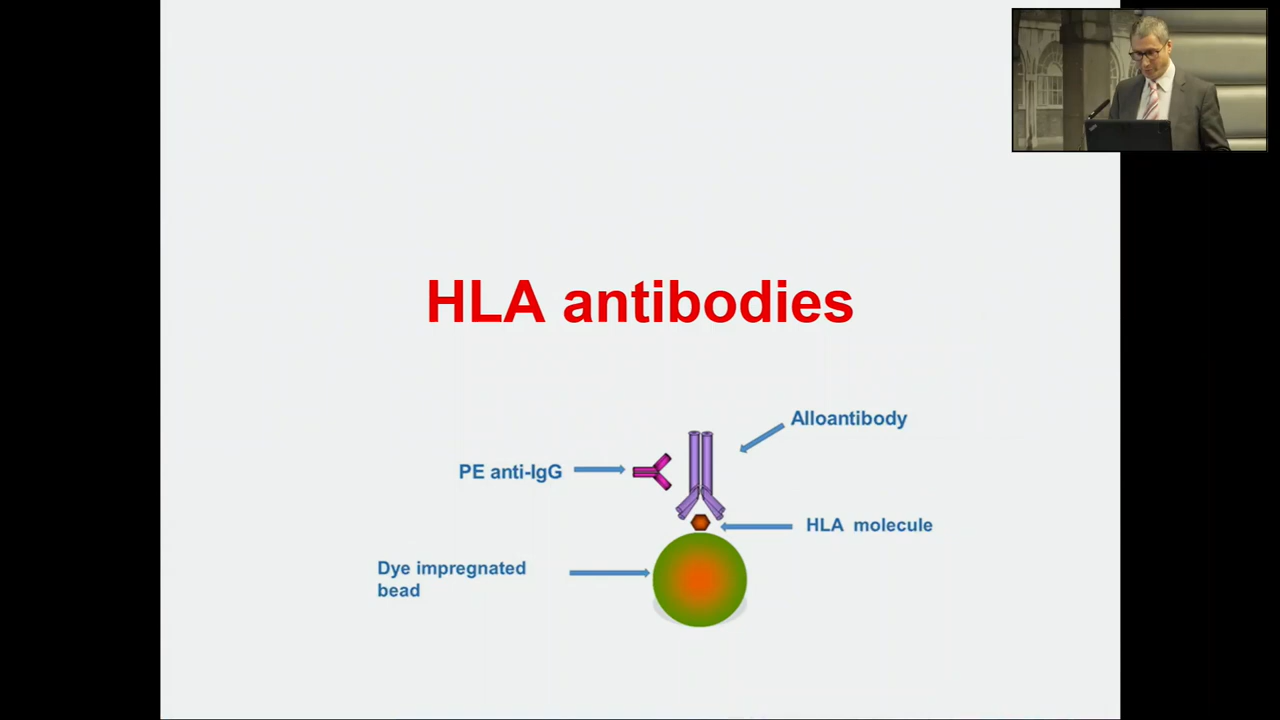 HLA antibodies
Alloantibody
PE anti-IgG
HLA molecule
Dye impregnated
bead